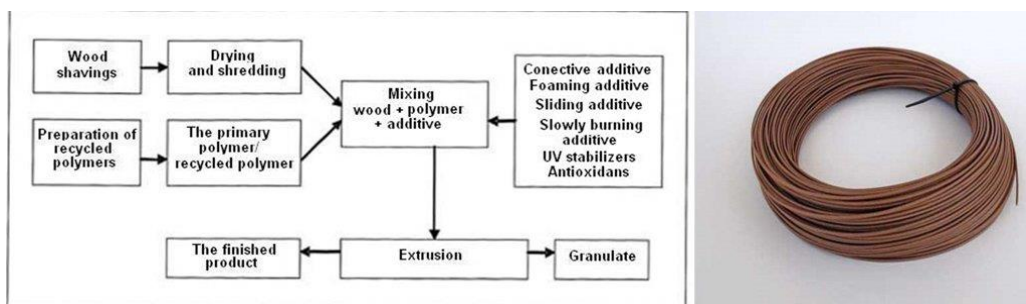 Wood
shavings
Drying
and shredding
Preparation of
recycled
polymers
The primary
polymer/
recycled polymer
Mixing
wood + polymer
+ additive
Conective additive
Foaming additive
Sliding additive
Slowly burning
additive
UV stabilizers
Antioxidans
The finished
product
Extrusion
Granulate